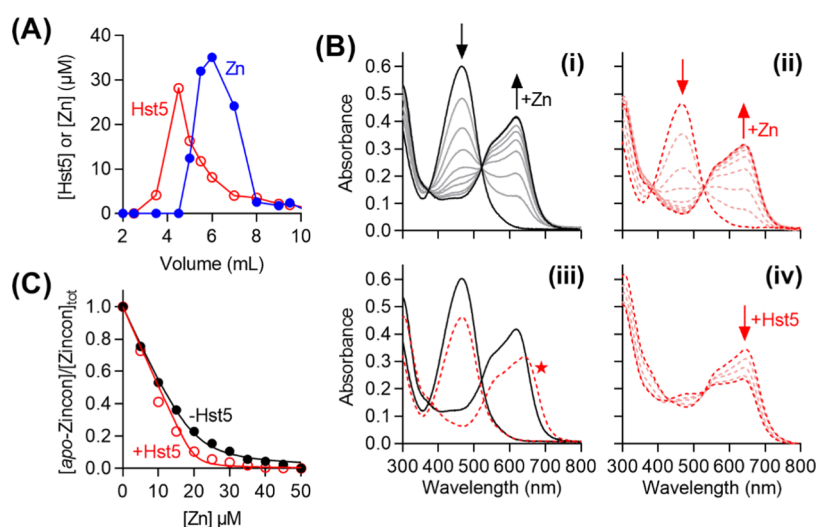 (A)
[Hst5] or [Zn] (µM)
40
30
20
10
0
Hst5
Zn
2 4 6 8 10
Volume (mL)
(B)
Absorbance
0.6
0.5
0.4
0.3
0.2
0.1
0.0
+Zn
(i)
+Zn
(ii)
(C)
[apo-Zincon]/[Zincon]tot
1.0
0.8
0.6
0.4
0.2
0.0
-Hst5
+Hst5
0 10 20 30 40 50
[Zn] µM
Absorbance
0.6
0.5
0.4
0.3
0.2
0.1
0.0
(iii)
300 400 500 600 700 800
Wavelength (nm)
+Hst5
(iv)
300 400 500 600 700 800
Wavelength (nm)